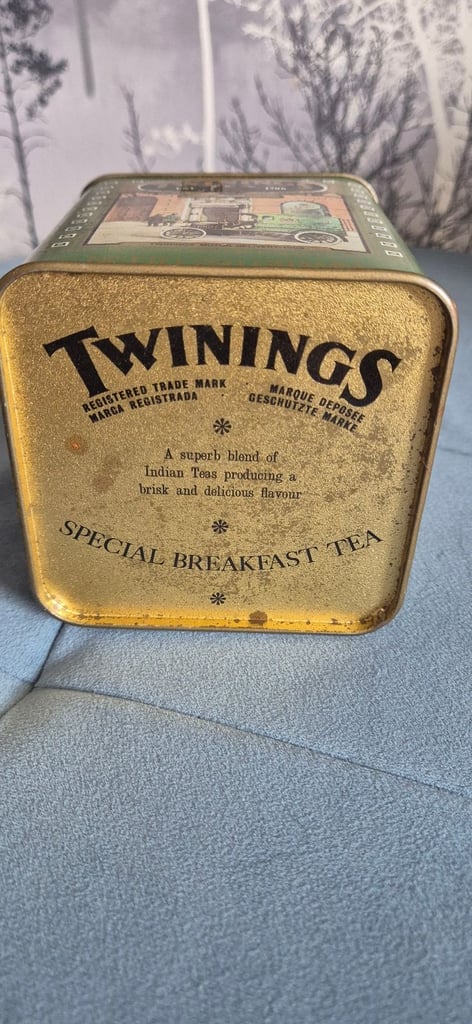 TWININGS
REGISTERED TRADE MARK · MARQUE DEPOSÉE
MARCA REGISTRADA · GESCHUTZTE MARKE
A superb blend of
Indian Teas producing a
brisk and delicious flavour
SPECIAL BREAKFAST TEA